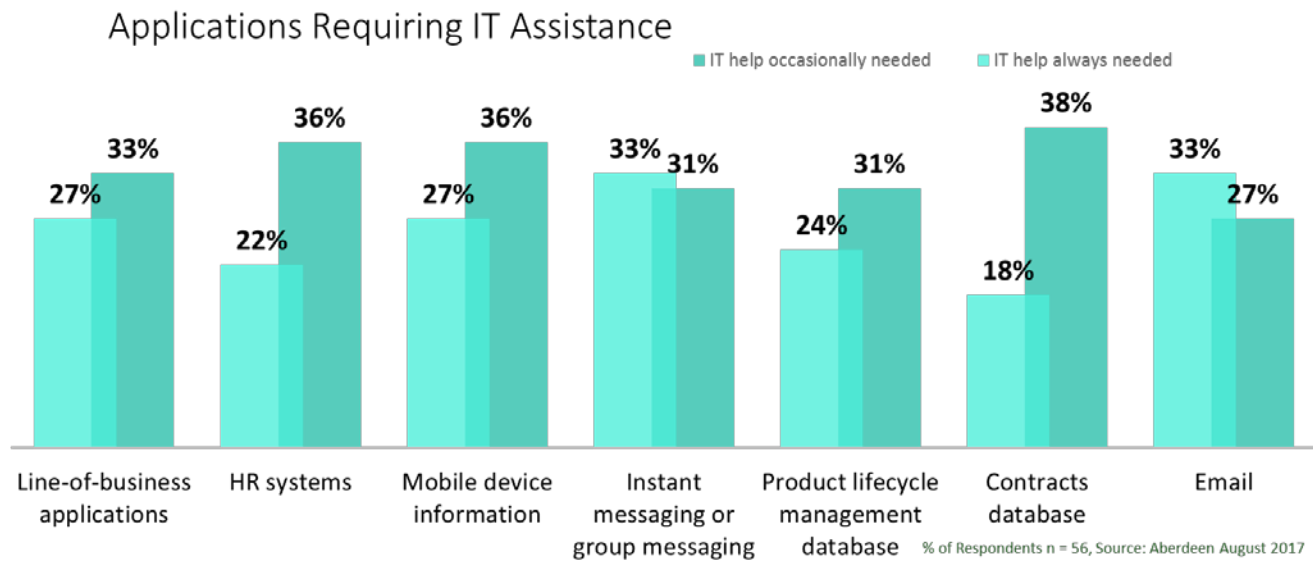 Applications Requiring IT Assistance
IT help occasionally needed
IT help always needed
27%
33%
22%
36%
27%
36%
33%
31%
24%
31%
18%
38%
33%
27%
Line-of-business
applications
HR systems
Mobile device
information
Instant
messaging or
group messaging
Product lifecycle
management
database
Contracts
database
Email
% of Respondents n = 56, Source: Aberdeen August 2017